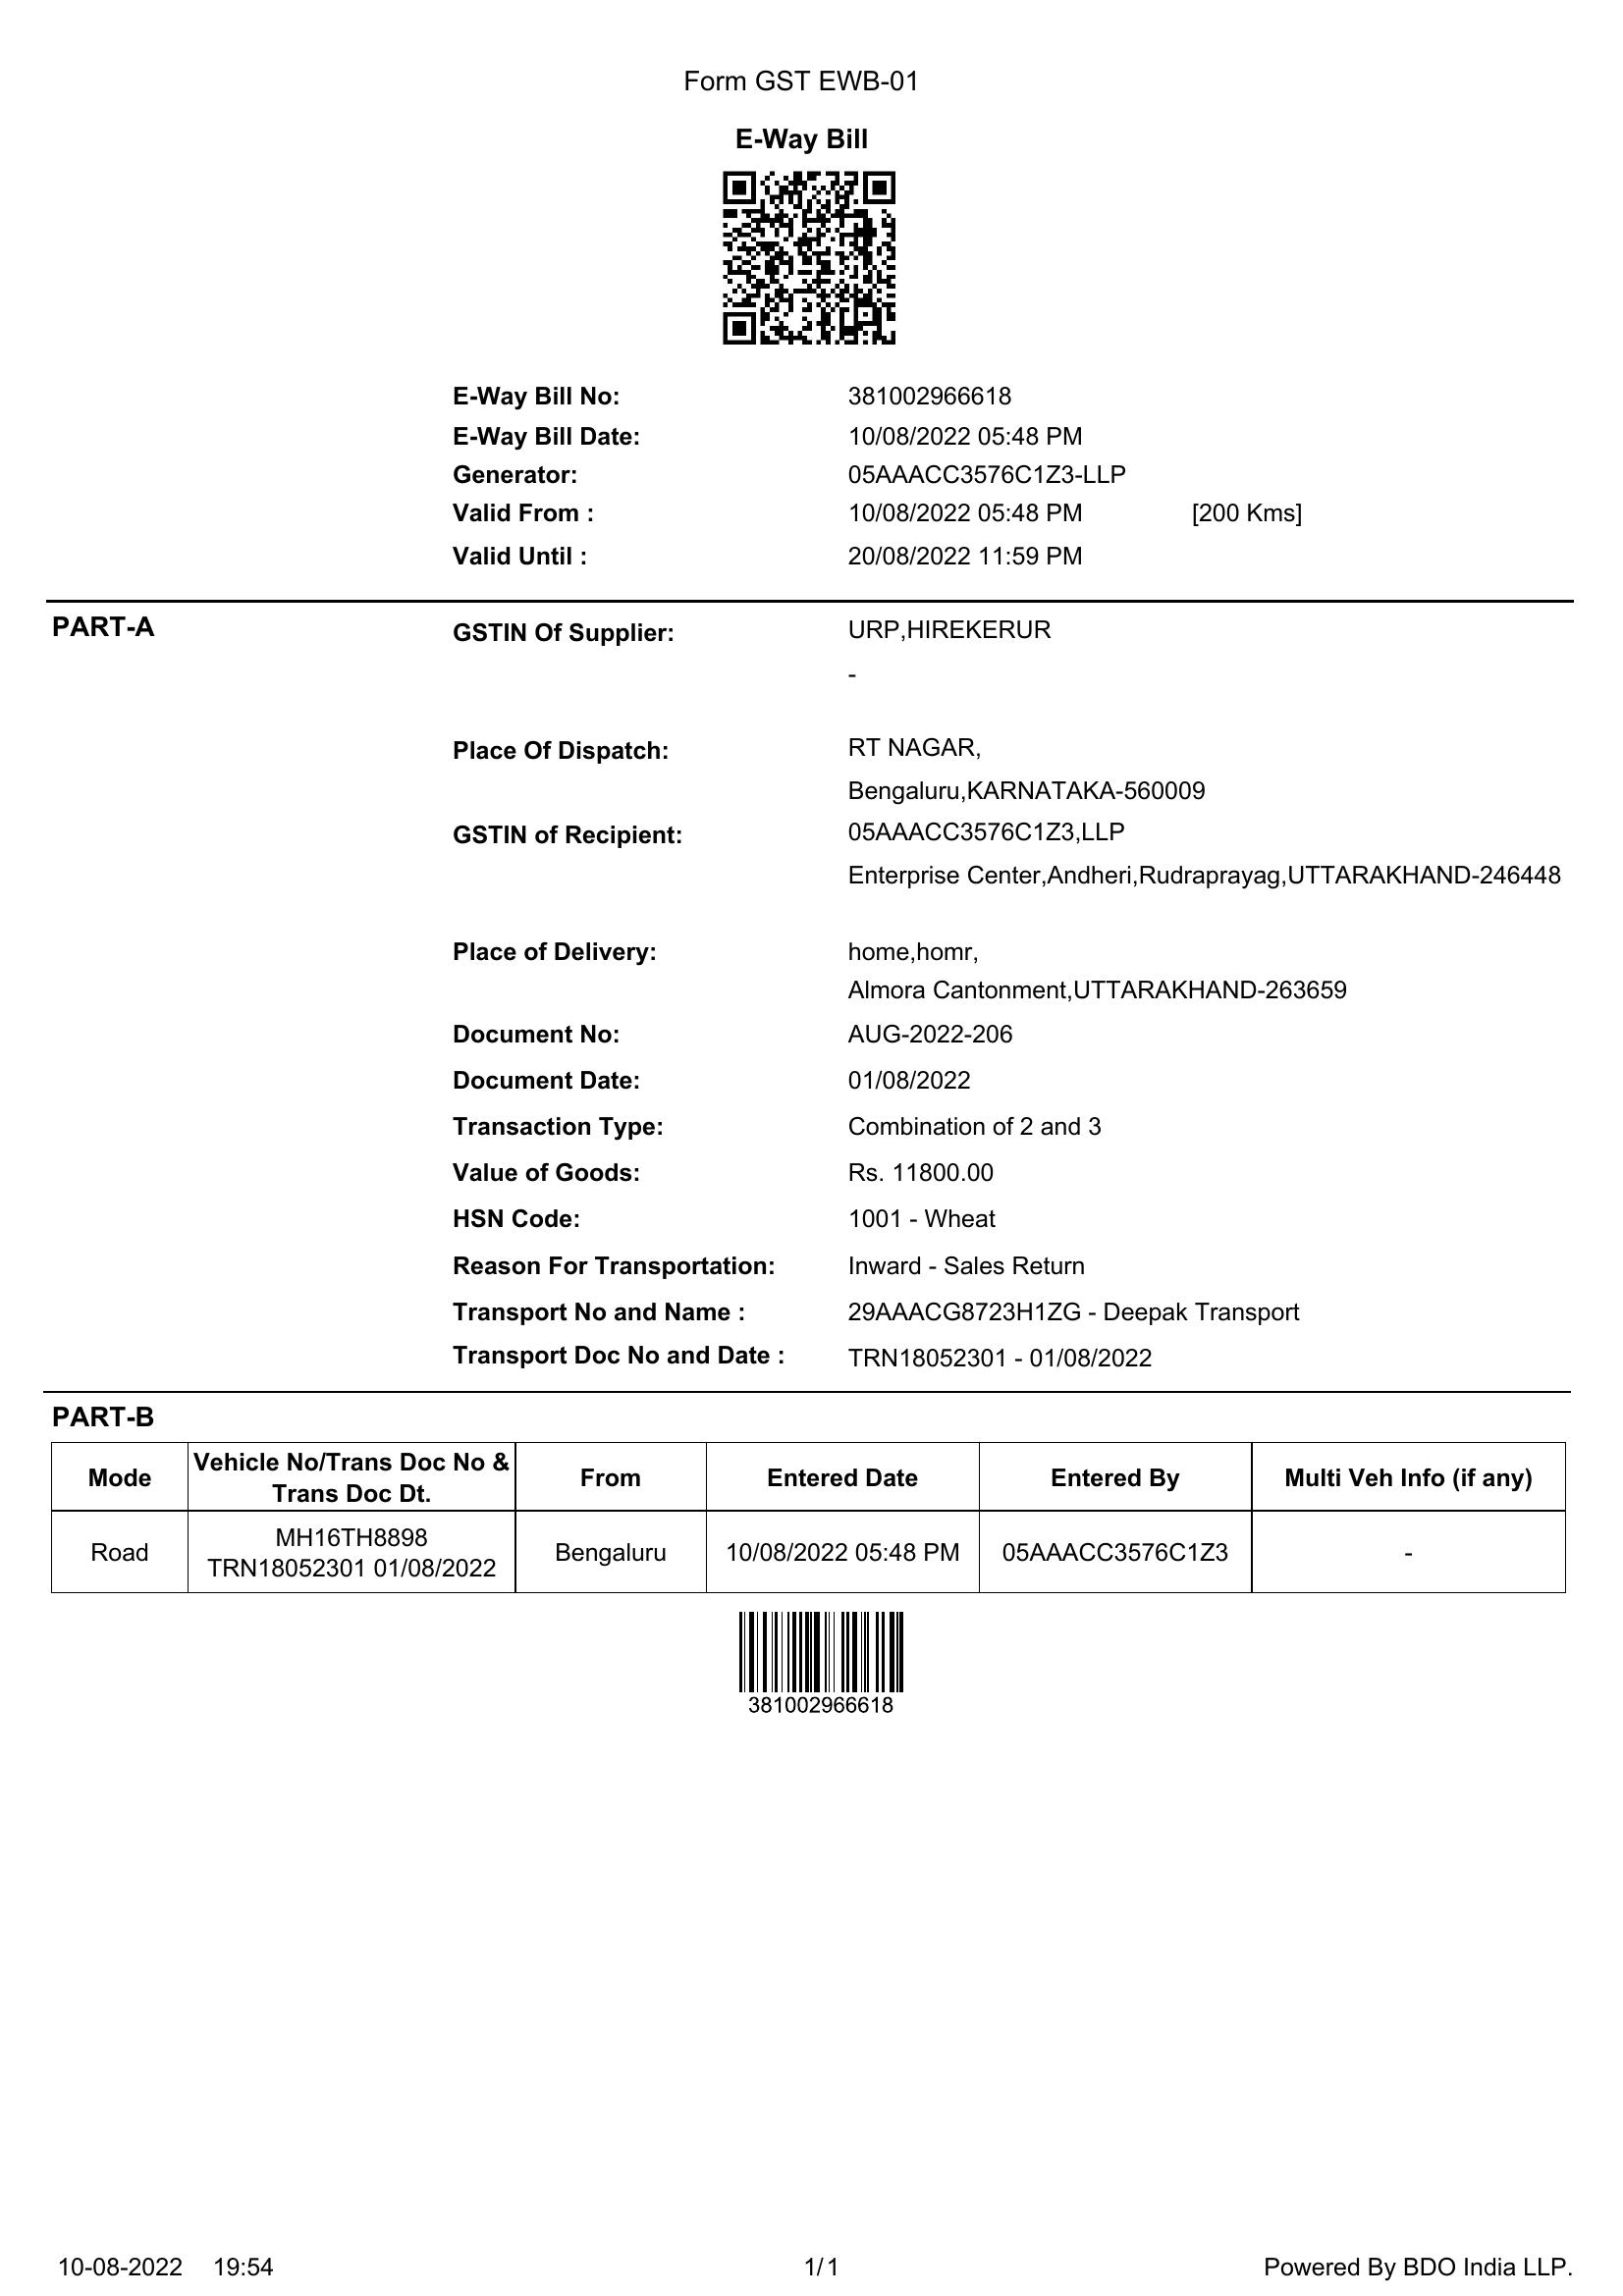 Form GST EWB-01
E-Way Bill
E-Way Bill No: 381002966618
E-Way Bill Date: 10/08/2022 05:48 PM
Generator: 05AAACC3576C1Z3-LLP
Valid From : 10/08/2022 05:48 PM [200 Kms]
Valid Until : 20/08/2022 11:59 PM
PART-A
GSTIN Of Supplier: URP,HIREKERUR
-
Place Of Dispatch: RT NAGAR,
Bengaluru,KARNATAKA-560009
GSTIN of Recipient: 05AAACC3576C1Z3,LLP
Enterprise Center,Andheri,Rudraprayag,UTTARAKHAND-246448
Place of Delivery: home,homr,
Almora Cantonment,UTTARAKHAND-263659
Document No: AUG-2022-206
Document Date: 01/08/2022
Transaction Type: Combination of 2 and 3
Value of Goods: Rs. 11800.00
HSN Code: 1001 - Wheat
Reason For Transportation: Inward - Sales Return
Transport No and Name : 29AAACG8723H1ZG - Deepak Transport
Transport Doc No and Date : TRN18052301 - 01/08/2022
PART-B
Mode Vehicle No/Trans Doc No & Trans Doc Dt. From Entered Date Entered By Multi Veh Info (if any)
Road MH16TH8898 TRN18052301 01/08/2022 Bengaluru 10/08/2022 05:48 PM 05AAACC3576C1Z3 -
381002966618
10-08-2022 19:54 1/1 Powered By BDO India LLP.